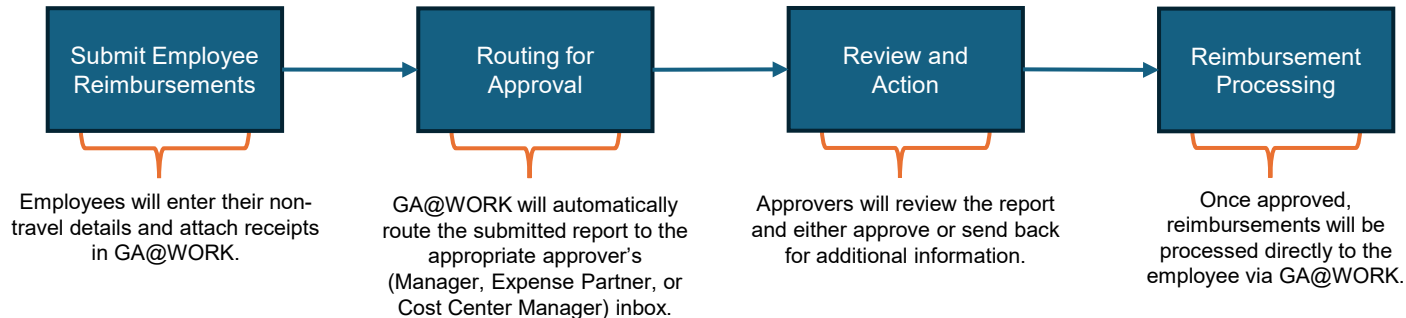 Submit Employee
Reimbursements
Routing for
Approval
Review and
Action
Reimbursement
Processing
Employees will enter their non-
travel details and attach receipts
in GA@WORK.
GA@WORK will automatically
route the submitted report to the
appropriate approver's
(Manager, Expense Partner, or
Cost Center Manager) inbox.
Approvers will review the report
and either approve or send back
for additional information.
Once approved,
reimbursements will be
processed directly to the
employee via GA@WORK.